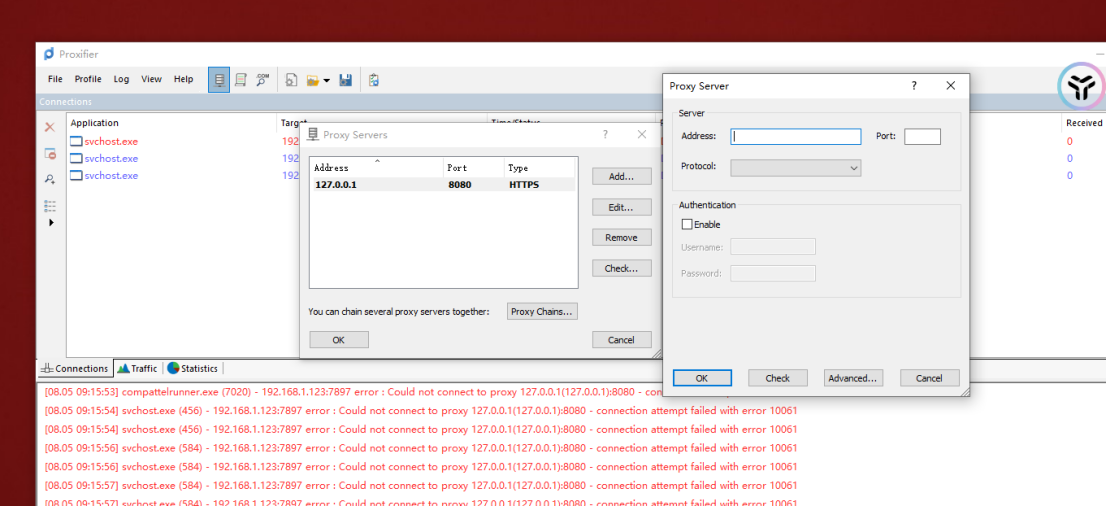 Proxifier
File Profile Log View Help
.COM
Connections
Application Target Time/Status Received
svchost.exe 192 0
svchost.exe 192 0
svchost.exe 192 0
Proxy Servers ? X
Address Port Type
127.0.0.1 8080 HTTPS
Add...
Edit...
Remove
Check...
You can chain several proxy servers together: Proxy Chains...
OK Cancel
Proxy Server ? X
Server
Address: Port:
Protocol:
Authentication
Enable
Username:
Password:
OK Check Advanced... Cancel
Connections Traffic Statistics
[08.05 09:15:53] compattelrunner.exe (7020) - 192.168.1.123:7897 error : Could not connect to proxy 127.0.0.1(127.0.0.1):8080 - con
[08.05 09:15:54] svchost.exe (456) - 192.168.1.123:7897 error : Could not connect to proxy 127.0.0.1(127.0.0.1):8080 - connection attempt failed with error 10061
[08.05 09:15:54] svchost.exe (456) - 192.168.1.123:7897 error : Could not connect to proxy 127.0.0.1(127.0.0.1):8080 - connection attempt failed with error 10061
[08.05 09:15:56] svchost.exe (584) - 192.168.1.123:7897 error : Could not connect to proxy 127.0.0.1(127.0.0.1):8080 - connection attempt failed with error 10061
[08.05 09:15:56] svchost.exe (584) - 192.168.1.123:7897 error : Could not connect to proxy 127.0.0.1(127.0.0.1):8080 - connection attempt failed with error 10061
[08.05 09:15:57] svchost.exe (584) - 192.168.1.123:7897 error : Could not connect to proxy 127.0.0.1(127.0.0.1):8080 - connection attempt failed with error 10061
[08.05 09:15:57] svchost.exe (584) - 192.168.1.123:7897 error : Could not connect to proxy 127.0.0.1(127.0.0.1):8080 - connection attempt failed with error 10061